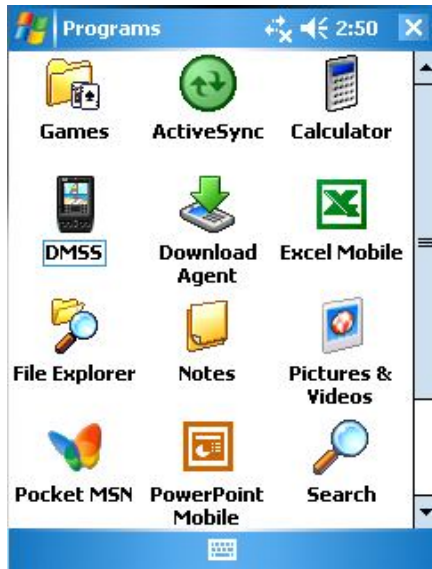 Programs 2:50
Games ActiveSync Calculator
DMSS Download Excel Mobile
Agent
File Explorer Notes Pictures &
Videos
Pocket MSN PowerPoint Search
Mobile